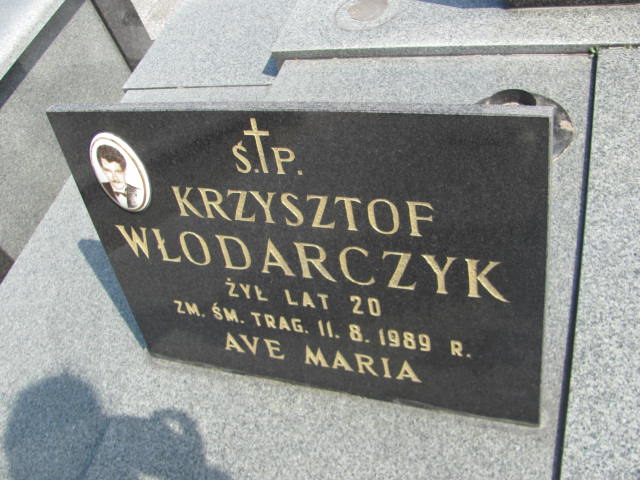 Ś.†P.
KRZYSZTOF
WŁODARCZYK
ŻYŁ LAT 20
ZM. ŚM. TRAG. 11. 8. 1989 R.
AVE MARIA